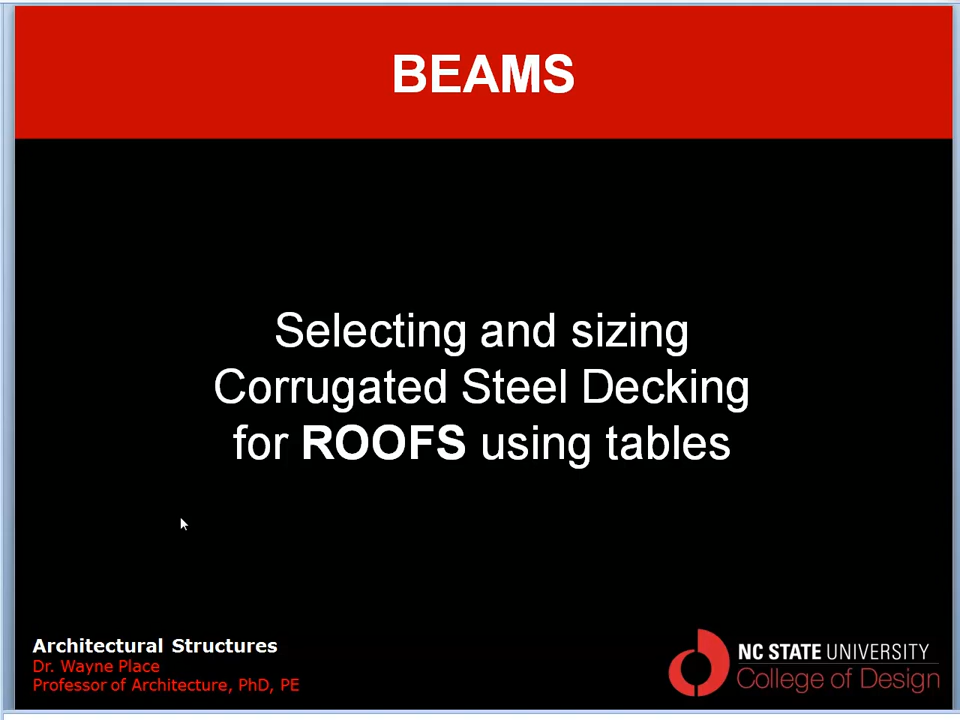 BEAMS
Selecting and sizing
Corrugated Steel Decking
for ROOFS using tables
Architectural Structures
Dr. Wayne Place
Professor of Architecture, PhD, PE
NC STATE UNIVERSITY
College of Design